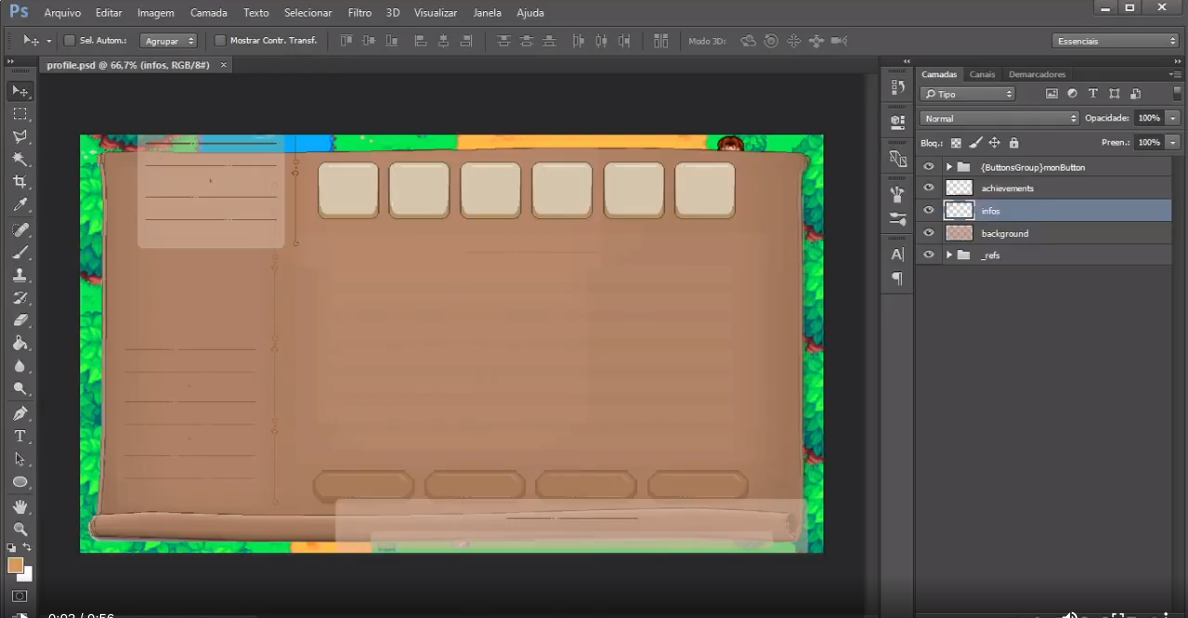 Ps Arquivo Editar Imagem Camada Texto Selecionar Filtro 3D Visualizar Janela Ajuda
Sel. Autom.: Agrupar Mostrar Contr. Transf. Modo 3D: Essenciais
profile.psd @ 66,7% (infos, RGB/8#) ×
Camadas Canais Demarcadores
Tipo
Normal Opacidade: 100%
Bloq.: Preen.: 100%
{ButtonsGroup}monButton
achievements
infos
background
_refs
0:02 / 0:56